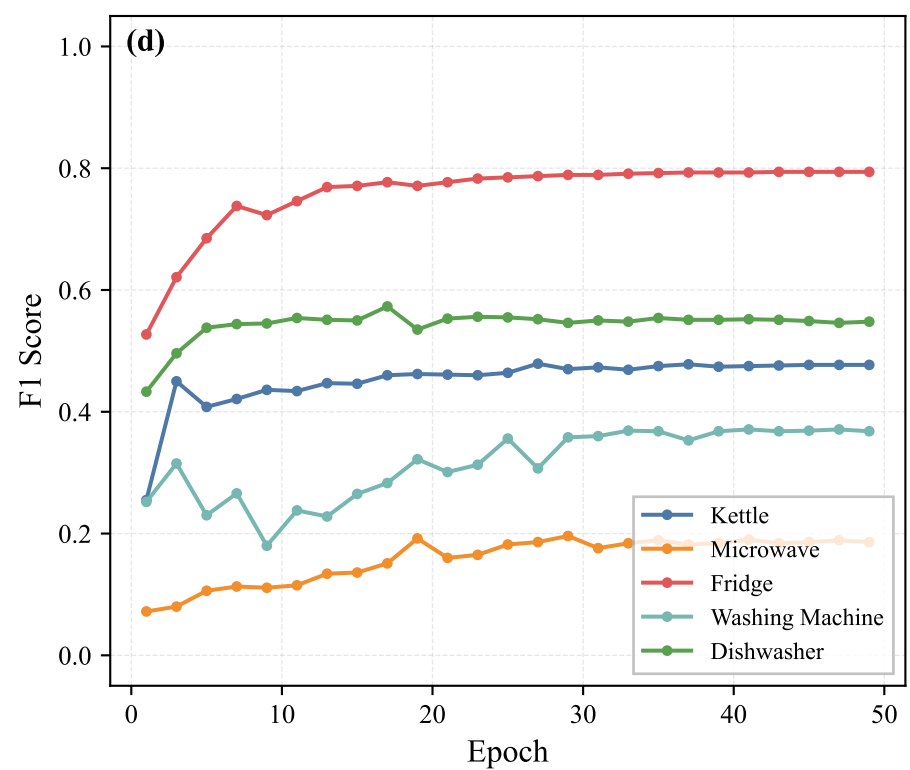 (d)
1.0
0.8
0.6
0.4
0.2
0.0
F1 Score
0 10 20 30 40 50
Epoch
Kettle
Microwave
Fridge
Washing Machine
Dishwasher